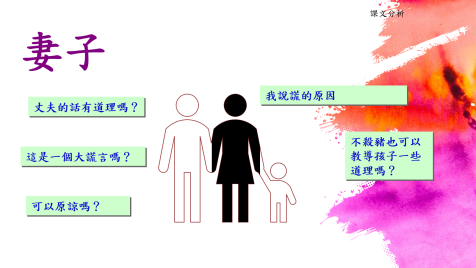 課文分析
妻子
丈夫的話有道理嗎？
我說謊的原因
這是一個大謊言嗎？
不殺豬也可以
教導孩子一些
道理嗎？
可以原諒嗎？